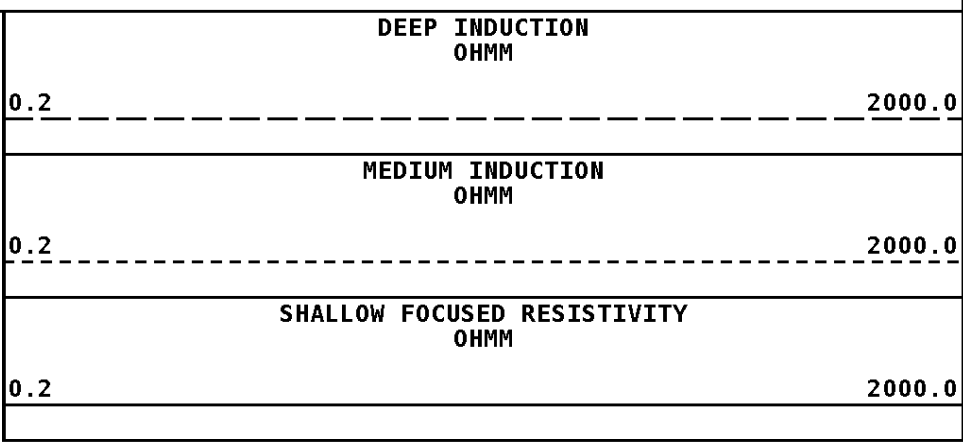 DEEP INDUCTION
OHMM
0.2 2000.0
MEDIUM INDUCTION
OHMM
0.2 2000.0
SHALLOW FOCUSED RESISTIVITY
OHMM
0.2 2000.0